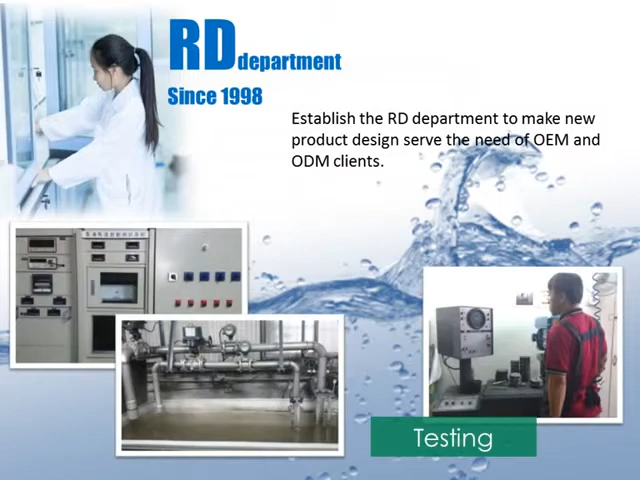 RD department
Since 1998
Establish the RD department to make new
product design serve the need of OEM and
ODM clients.
Testing